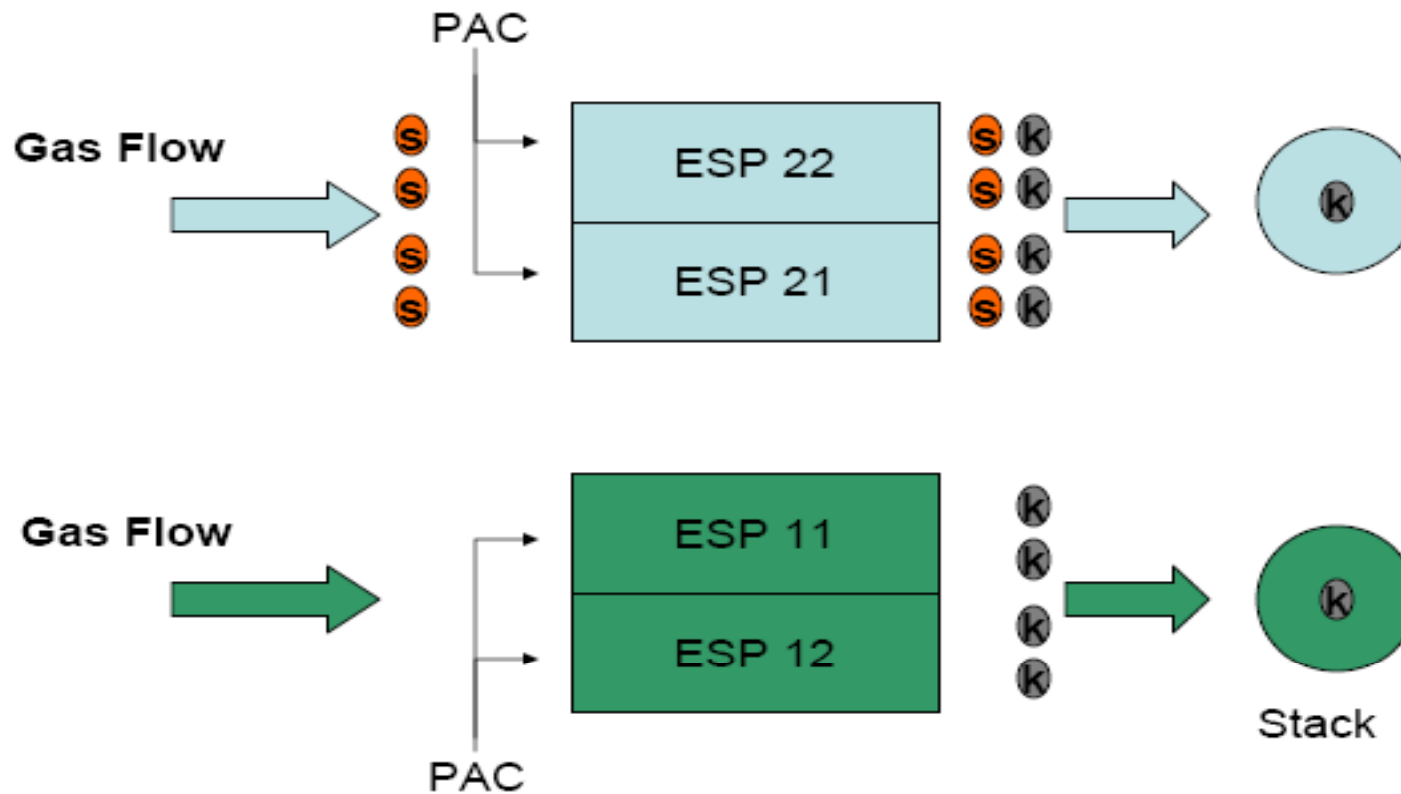 PAC
Gas Flow
s
s
s
s
ESP 22
ESP 21
s k
s k
s k
s k
k
Gas Flow
ESP 11
ESP 12
k
k
k
k
k
Stack
PAC